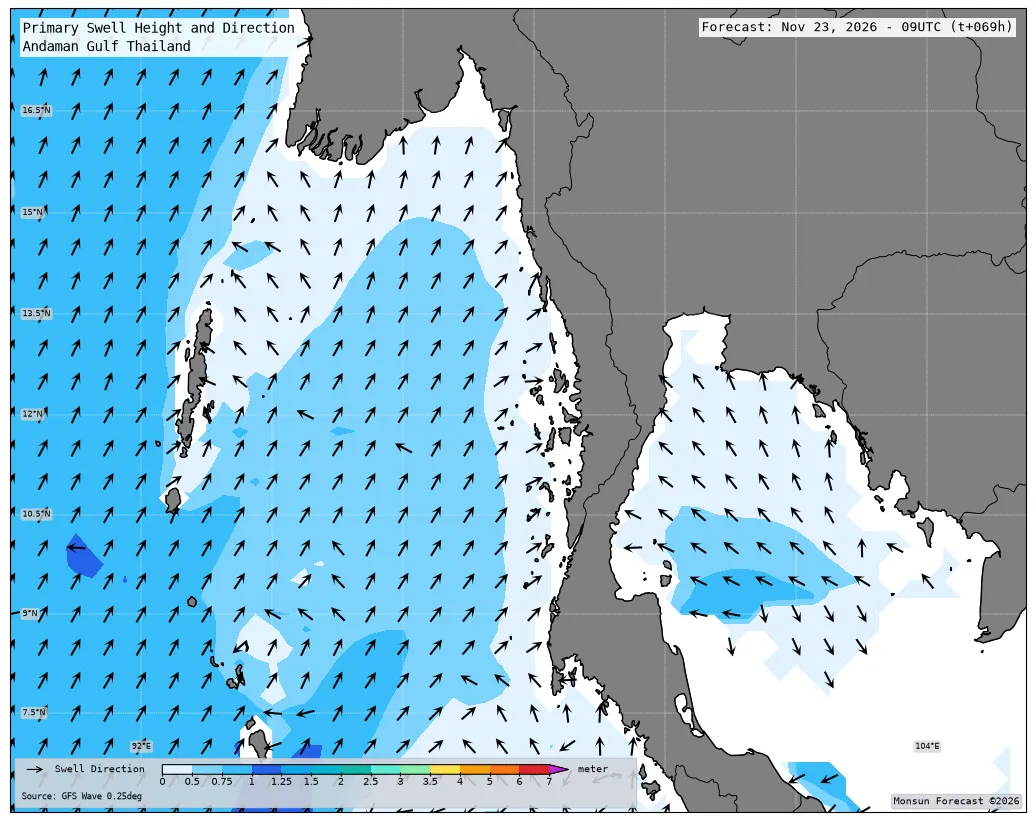 Primary Swell Height and Direction
Andaman Gulf Thailand
Forecast: Nov 23, 2026 - 09UTC (t+069h)
16.5°N
15°N
13.5°N
12°N
10.5°N
9°N
7.5°N
92°E
104°E
Swell Direction
0 0.5 0.75 1 1.25 1.5 2 2.5 3 3.5 4 5 6 7
meter
Source: GFS Wave 0.25deg
Monsun Forecast ©2026